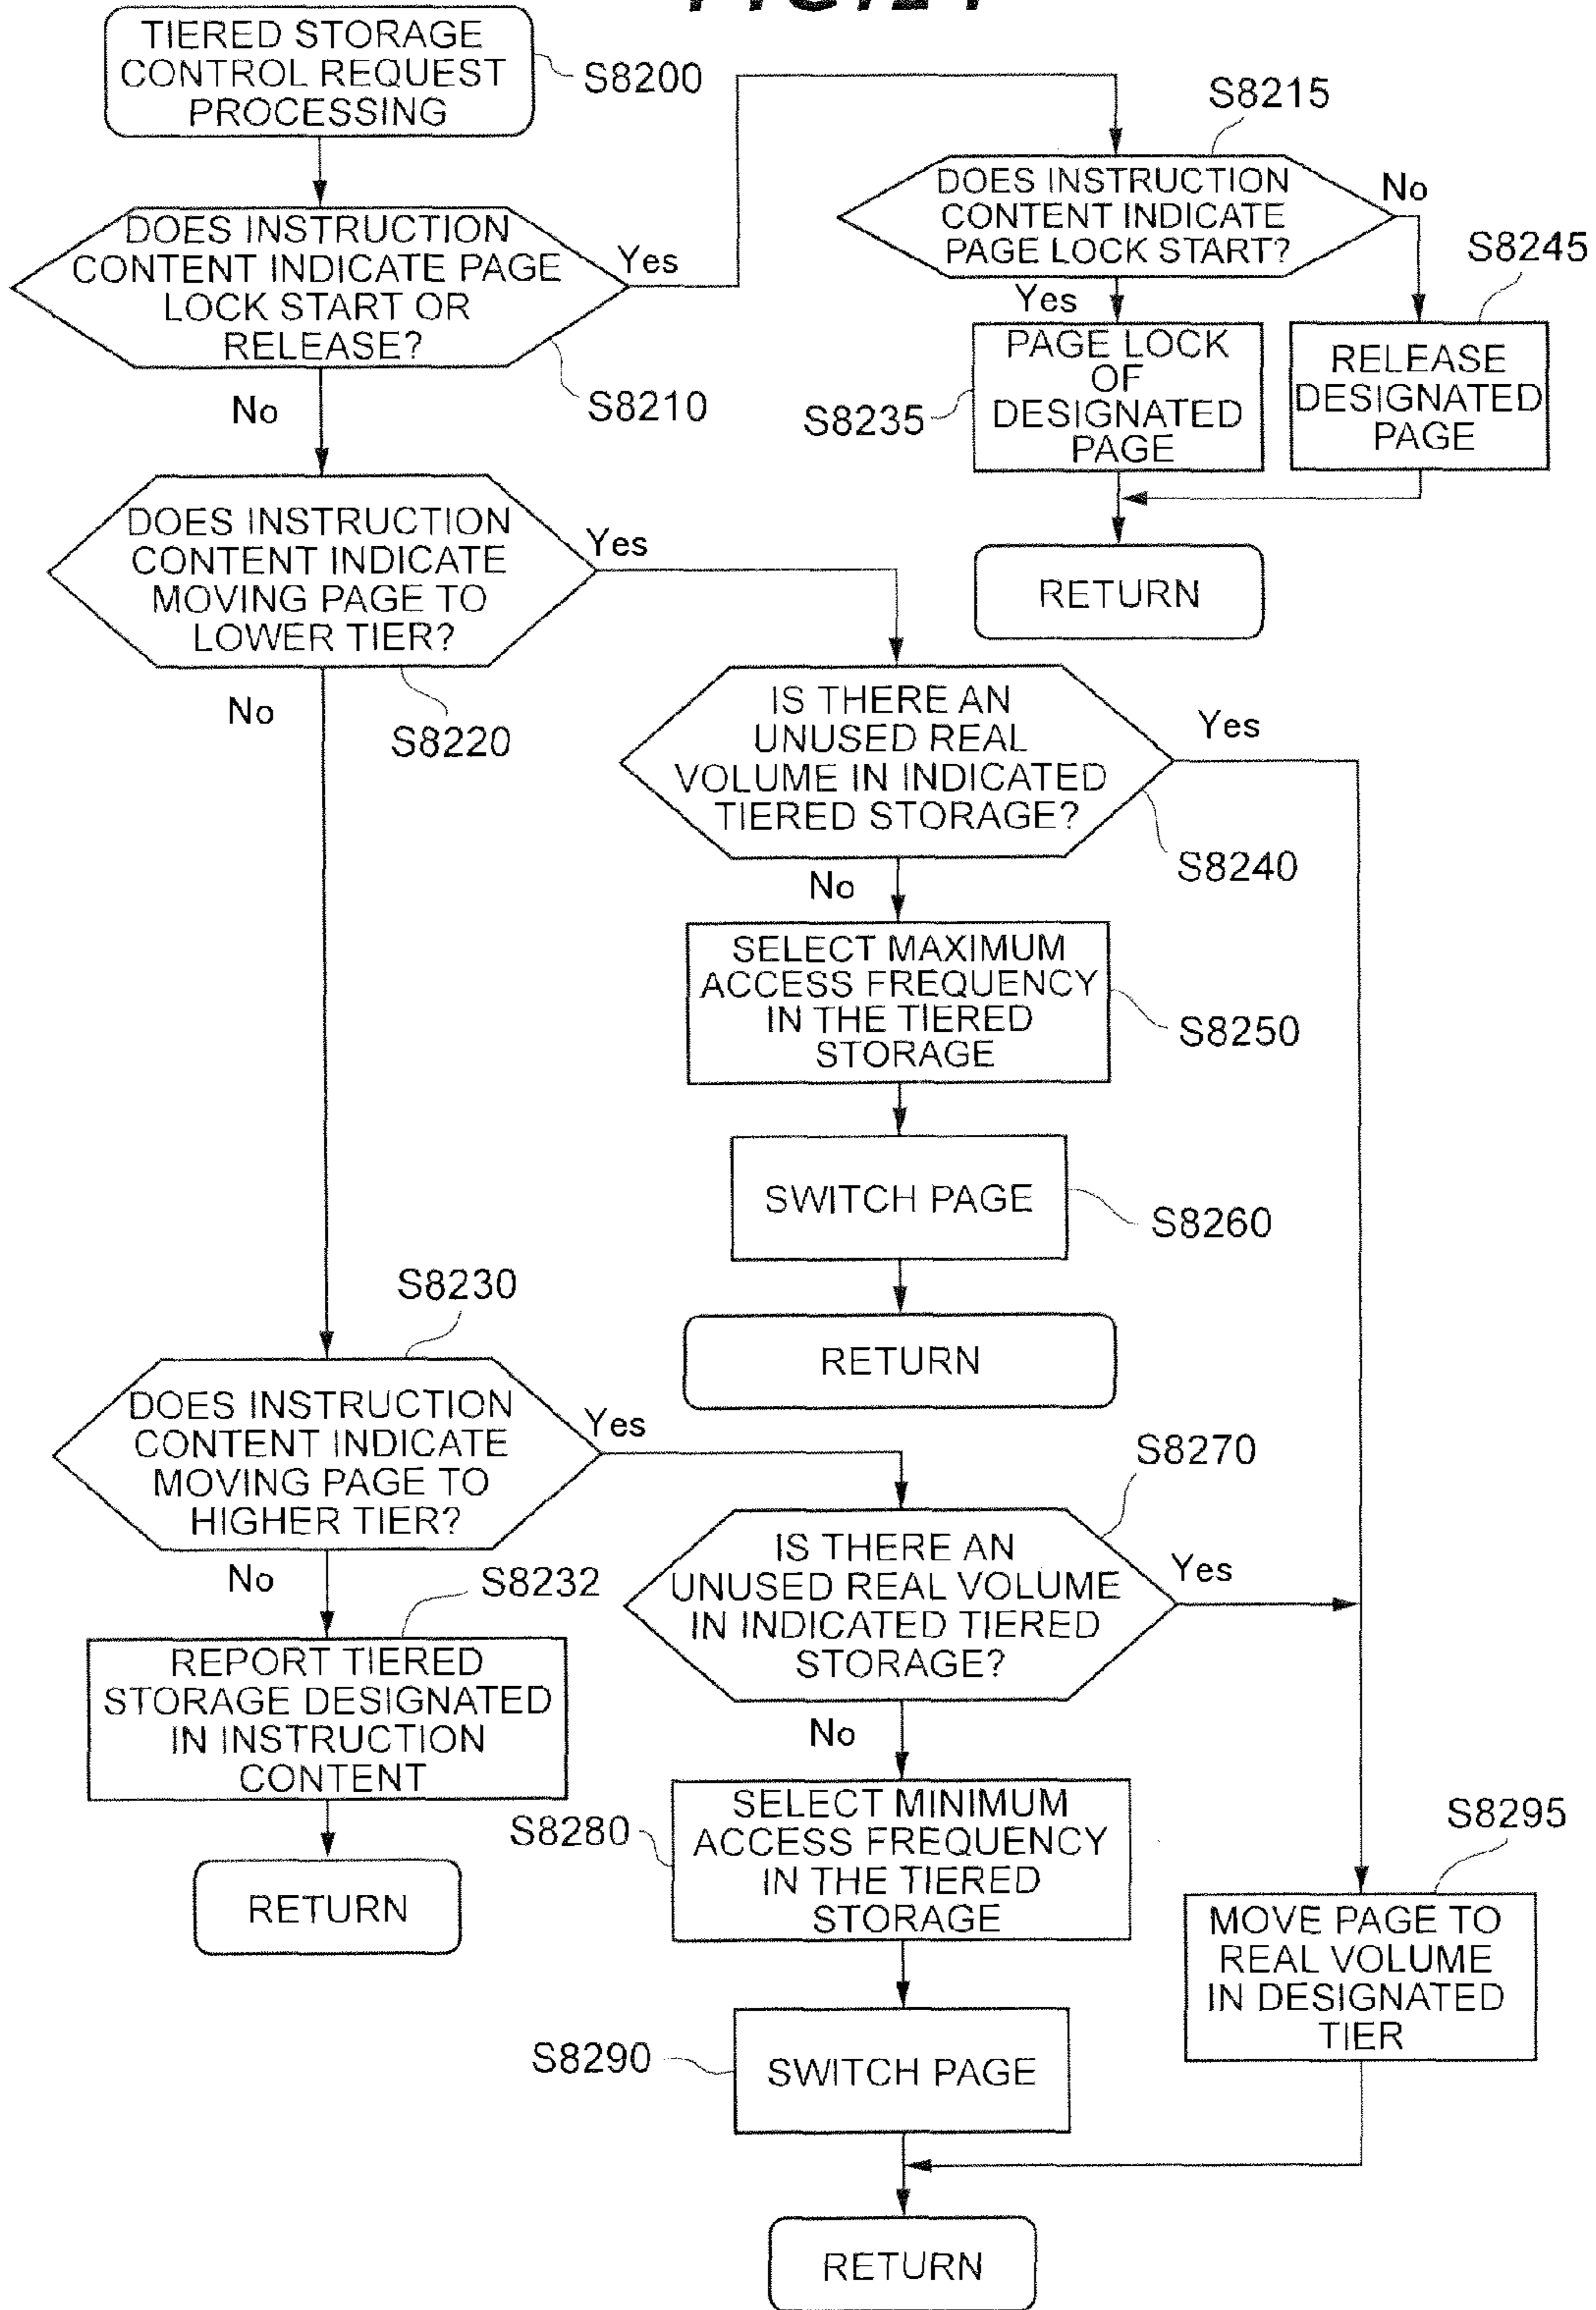 TIERED STORAGE
CONTROL REQUEST
PROCESSING
S8200
S8215
DOES INSTRUCTION
CONTENT INDICATE
PAGE LOCK START?
No
S8245
DOES INSTRUCTION
CONTENT INDICATE PAGE
LOCK START OR
RELEASE?
Yes
S8210
No
Yes
PAGE LOCK
OF
DESIGNATED
PAGE
S8235
RELEASE
DESIGNATED
PAGE
RETURN
DOES INSTRUCTION
CONTENT INDICATE
MOVING PAGE TO
LOWER TIER?
Yes
S8220
No
IS THERE AN
UNUSED REAL
VOLUME IN INDICATED
TIERED STORAGE?
Yes
S8240
No
SELECT MAXIMUM
ACCESS FREQUENCY
IN THE TIERED
STORAGE
S8250
SWITCH PAGE
S8260
RETURN
S8230
DOES INSTRUCTION
CONTENT INDICATE
MOVING PAGE TO
HIGHER TIER?
Yes
No
S8232
S8270
IS THERE AN
UNUSED REAL VOLUME
IN INDICATED TIERED
STORAGE?
Yes
No
REPORT TIERED
STORAGE DESIGNATED
IN INSTRUCTION
CONTENT
RETURN
S8280
SELECT MINIMUM
ACCESS FREQUENCY
IN THE TIERED
STORAGE
S8295
MOVE PAGE TO
REAL VOLUME
IN DESIGNATED
TIER
S8290
SWITCH PAGE
RETURN